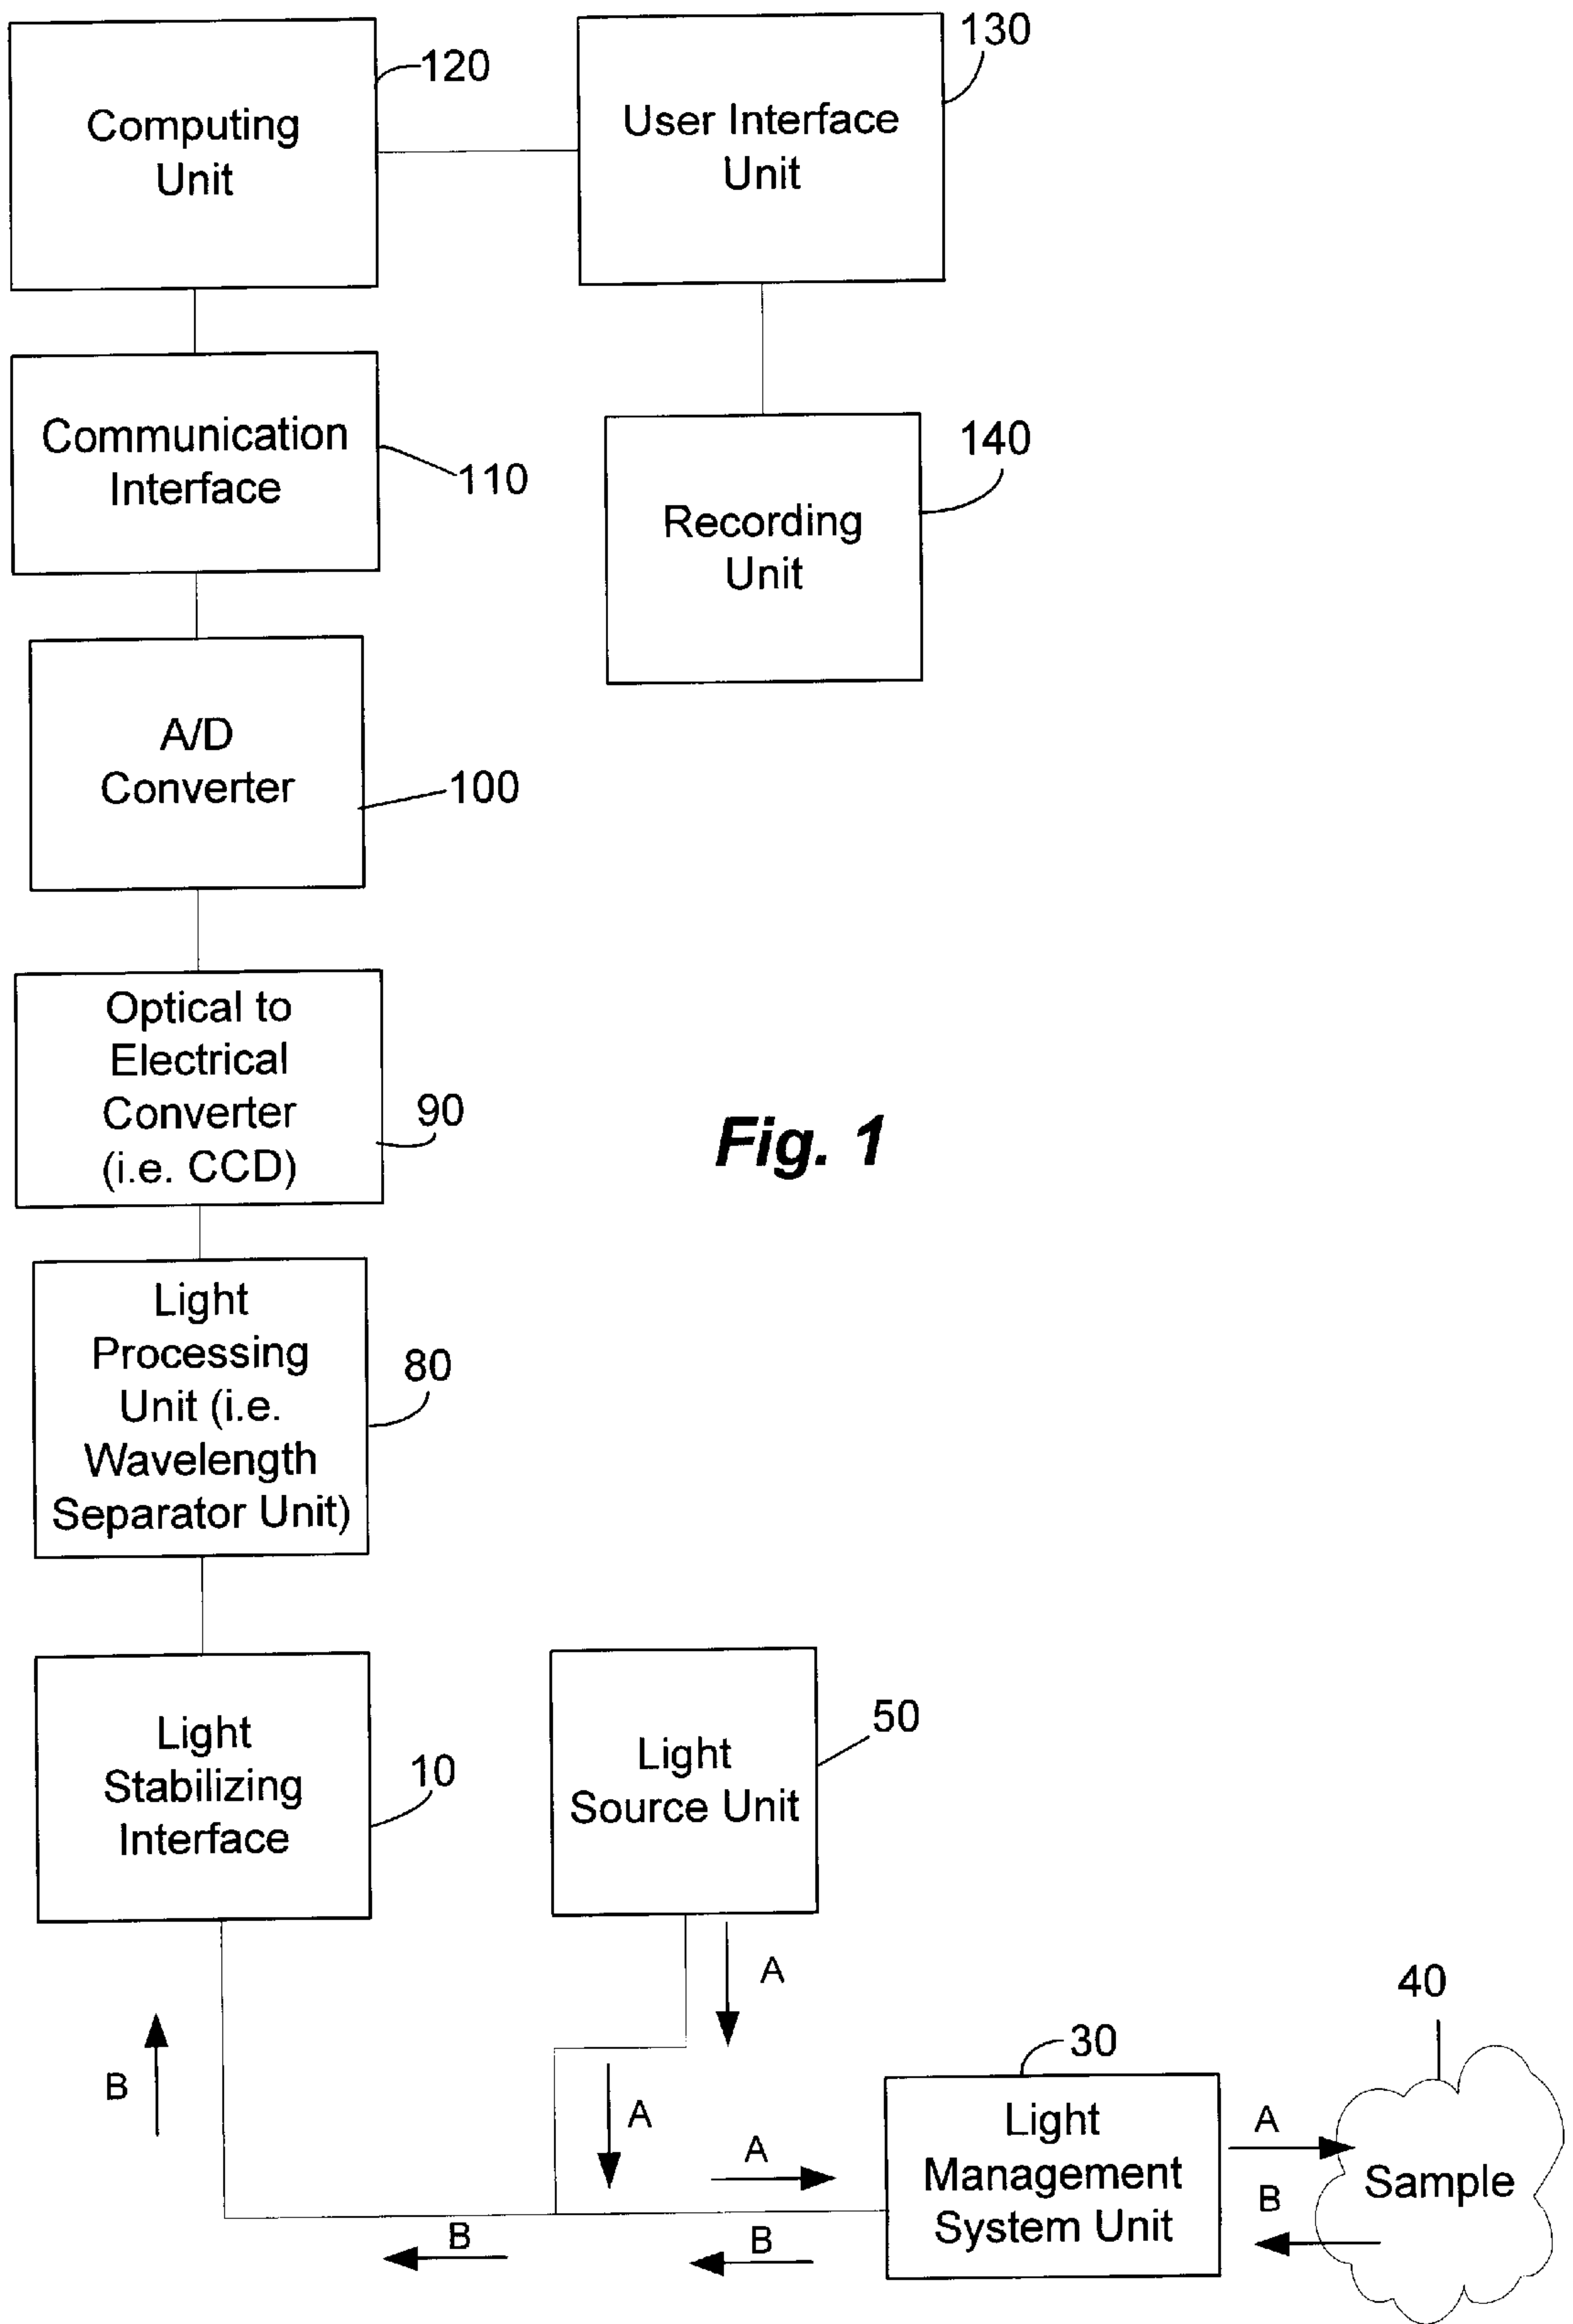 130
120
Computing
Unit
User Interface
Unit
Communication
Interface
110
140
Recording
Unit
A/D
Converter
100
Optical to
Electrical
Converter
(i.e. CCD)
90
Fig. 1
Light
Processing
Unit (i.e.
Wavelength
Separator Unit)
80
Light
Stabilizing
Interface
10
Light
Source Unit
50
A
40
30
B
A
A
Light
Management
System Unit
A
Sample
B
B
B